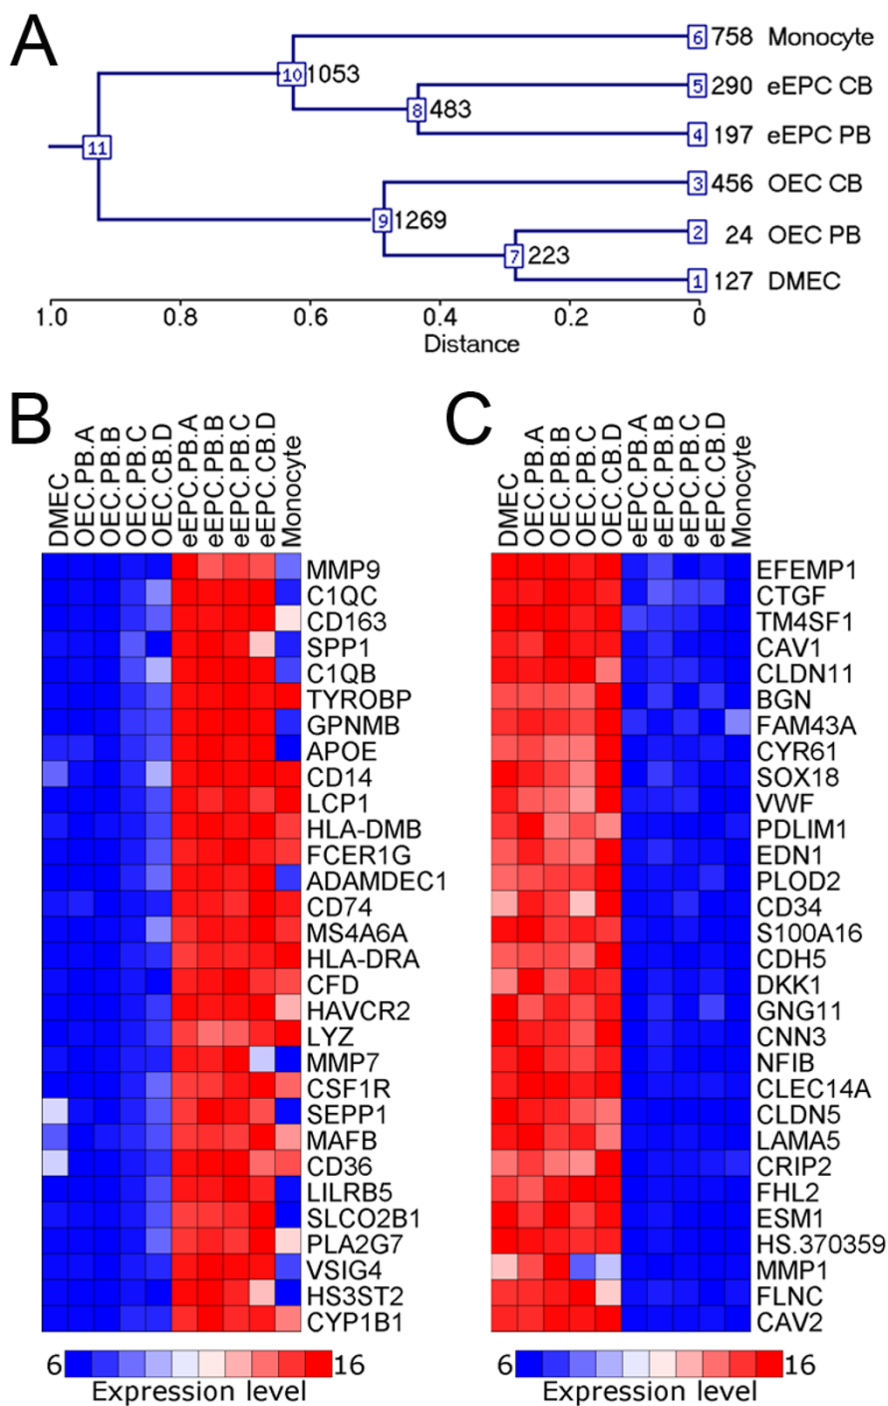 A
6 758 Monocyte
10 1053
5 290 eEPC CB
8 483
4 197 eEPC PB
11
3 456 OEC CB
9 1269
2 24 OEC PB
7 223
1 127 DMEC
1.0 0.8 0.6 0.4 0.2 0
Distance
B
DMEC
OEC.PB.A
OEC.PB.B
OEC.PB.C
OEC.CB.D
eEPC.PB.A
eEPC.PB.B
eEPC.PB.C
eEPC.CB.D
Monocyte
MMP9
C1QC
CD163
SPP1
C1QB
TYROBP
GPNMB
APOE
CD14
LCP1
HLA-DMB
FCER1G
ADAMDEC1
CD74
MS4A6A
HLA-DRA
CFD
HAVCR2
LYZ
MMP7
CSF1R
SEPP1
MAFB
CD36
LILRB5
SLCO2B1
PLA2G7
VSIG4
HS3ST2
CYP1B1
6 16
Expression level
C
DMEC
OEC.PB.A
OEC.PB.B
OEC.PB.C
OEC.CB.D
eEPC.PB.A
eEPC.PB.B
eEPC.PB.C
eEPC.CB.D
Monocyte
EFEMP1
CTGF
TM4SF1
CAV1
CLDN11
BGN
FAM43A
CYR61
SOX18
VWF
PDLIM1
EDN1
PLOD2
CD34
S100A16
CDH5
DKK1
GNG11
CNN3
NFIB
CLEC14A
CLDN5
LAMA5
CRIP2
FHL2
ESM1
HS.370359
MMP1
FLNC
CAV2
6 16
Expression level